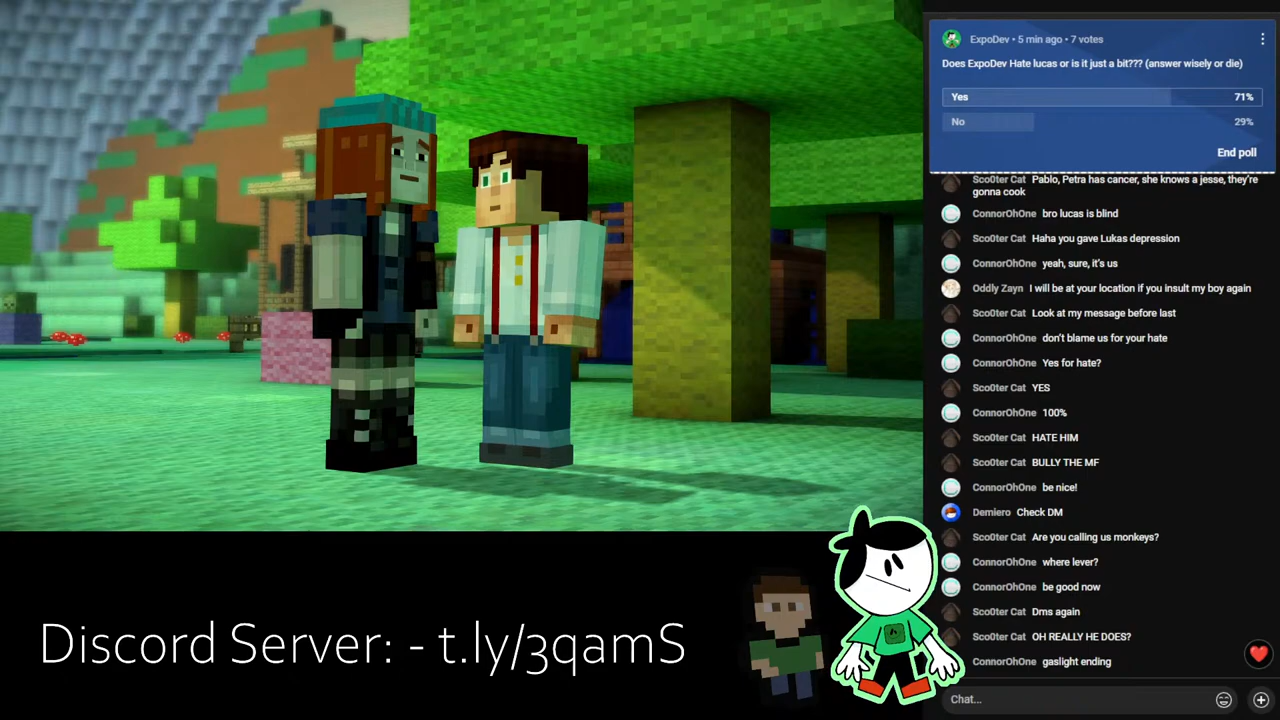 ExpoDev • 5 min ago • 7 votes
Does ExpoDev Hate lucas or is it just a bit??? (answer wisely or die)
Yes 71%
No 29%
End poll
Sco0ter Cat Pablo, Petra has cancer, she knows a jesse, they're
gonna cook
ConnorOhOne bro lucas is blind
Sco0ter Cat Haha you gave Lukas depression
ConnorOhOne yeah, sure, it's us
Oddly Zayn I will be at your location if you insult my boy again
Sco0ter Cat Look at my message before last
ConnorOhOne don't blame us for your hate
ConnorOhOne Yes for hate?
Sco0ter Cat YES
ConnorOhOne 100%
Sco0ter Cat HATE HIM
Sco0ter Cat BULLY THE MF
ConnorOhOne be nice!
Demiero Check DM
Sco0ter Cat Are you calling us monkeys?
ConnorOhOne where lever?
ConnorOhOne be good now
Sco0ter Cat Dms again
Sco0ter Cat OH REALLY HE DOES?
ConnorOhOne gaslight ending
Chat...
Discord Server: - t.ly/3qamS